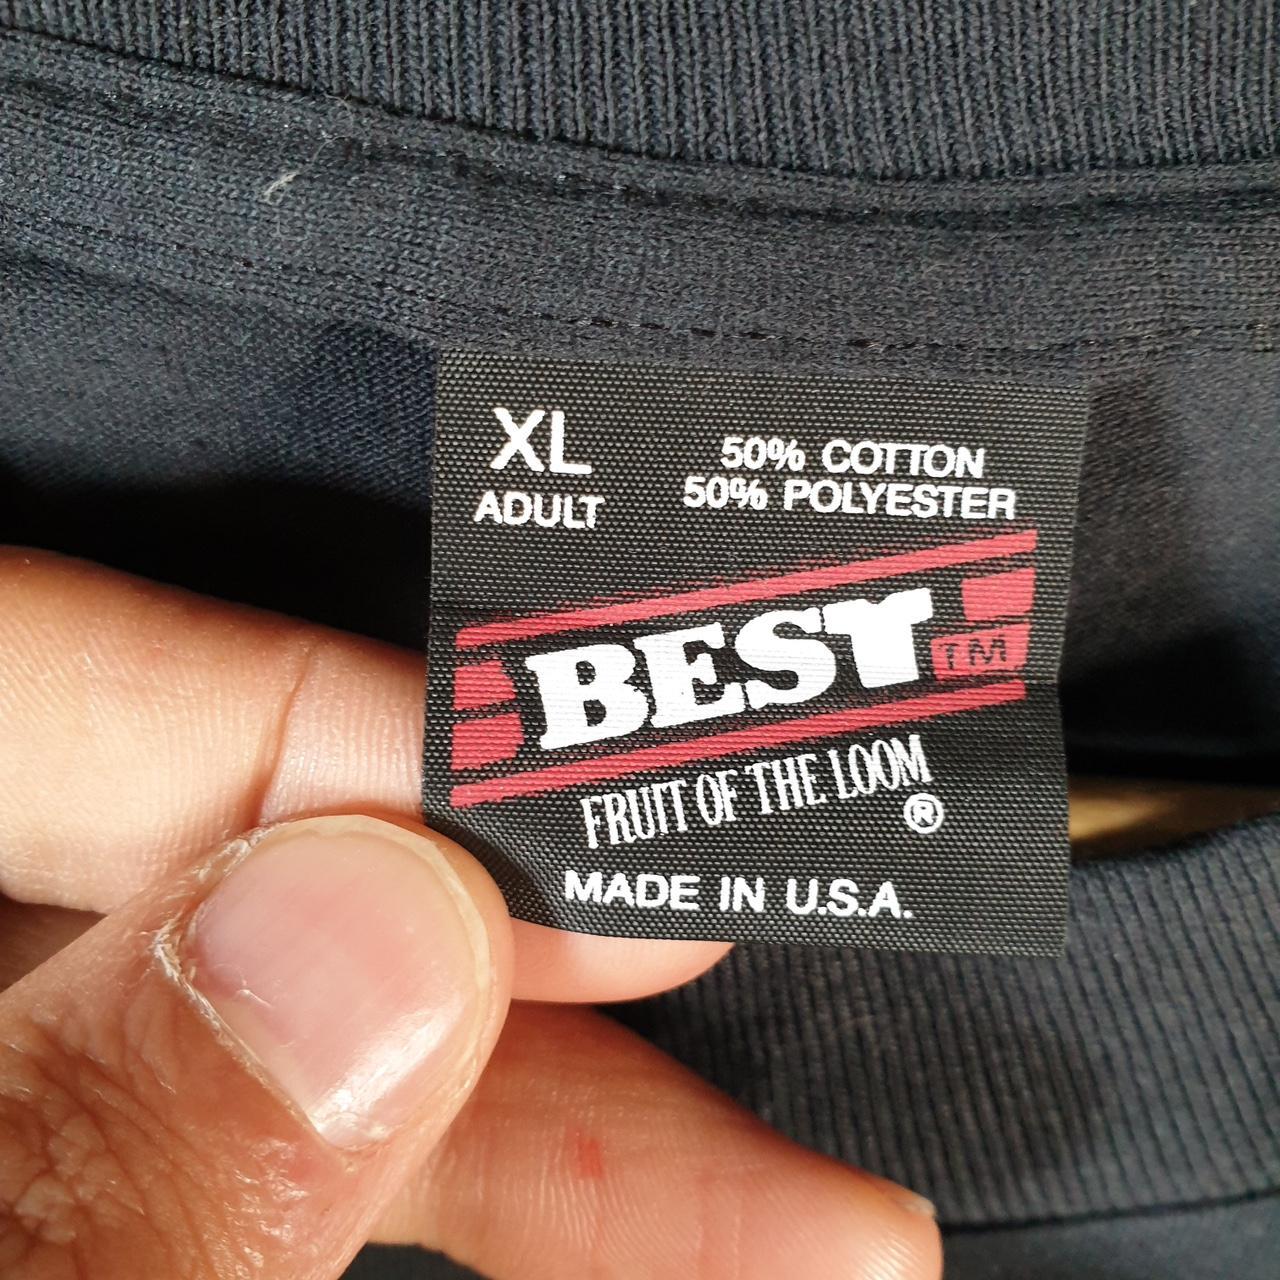 XL
ADULT
50% COTTON
50% POLYESTER
BEST TM
FRUIT OF THE LOOM
®
MADE IN U.S.A.